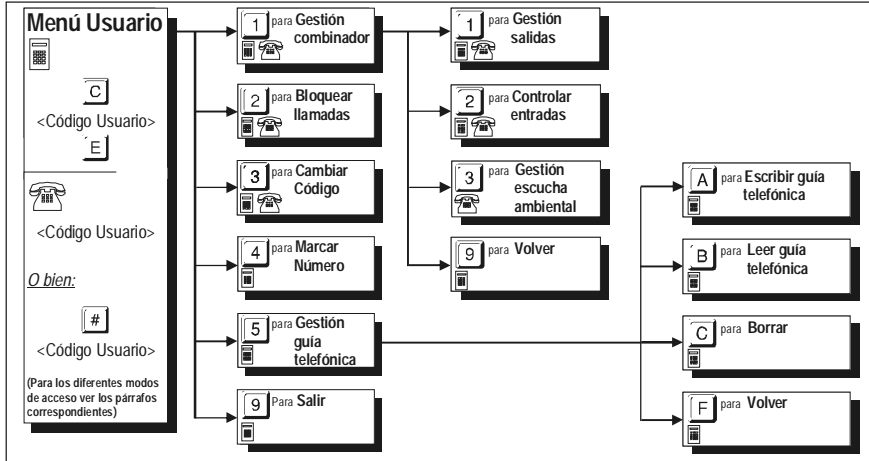 Menú Usuario
C
<Código Usuario>
E
<Código Usuario>
O bien:
#
<Código Usuario>
(Para los diferentes modos
de acceso ver los párrafos
correspondientes)
1 para Gestión
combinador
2 para Bloquear
llamadas
3 para Cambiar
Código
4 para Marcar
Número
5 para Gestión
guía
telefónica
9 Para Salir
1 para Gestión
salidas
2 para Controlar
entradas
3 para Gestión
escucha
ambiental
9 para Volver
A para Escribir guía
telefónica
B para Leer guía
telefónica
C para Borrar
F para Volver